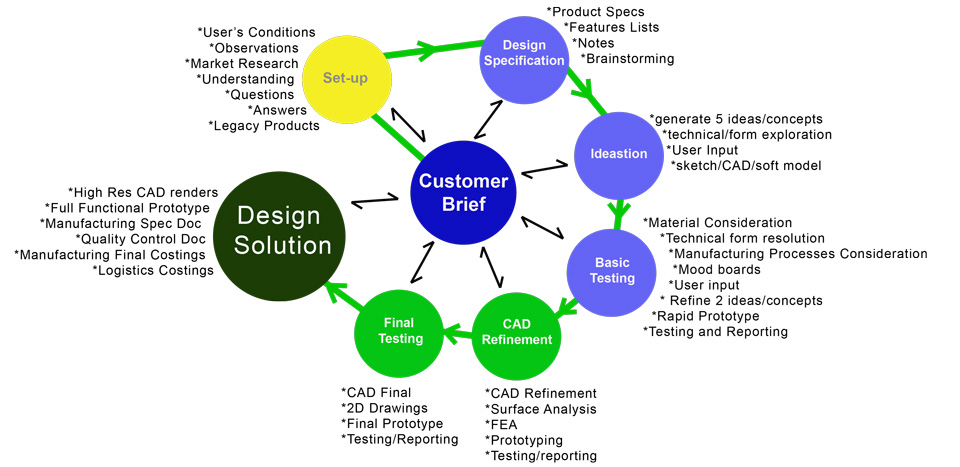 *User's Conditions
*Observations
*Market Research
*Understanding
*Questions
*Answers
*Legacy Products
Set-up
Design
Specification
*Product Specs
*Features Lists
*Notes
*Brainstorming
Ideastion
*generate 5 ideas/concepts
*technical/form exploration
*User Input
*sketch/CAD/soft model
Customer
Brief
Basic
Testing
*Material Consideration
*Technical form resolution
*Manufacturing Processes Consideration
*Mood boards
*User input
* Refine 2 ideas/concepts
*Rapid Prototype
*Testing and Reporting
CAD
Refinement
*CAD Refinement
*Surface Analysis
*FEA
*Prototyping
*Testing/reporting
Final
Testing
*CAD Final
*2D Drawings
*Final Prototype
*Testing/Reporting
Design
Solution
*High Res CAD renders
*Full Functional Prototype
*Manufacturing Spec Doc
*Quality Control Doc
*Manufacturing Final Costings
*Logistics Costings